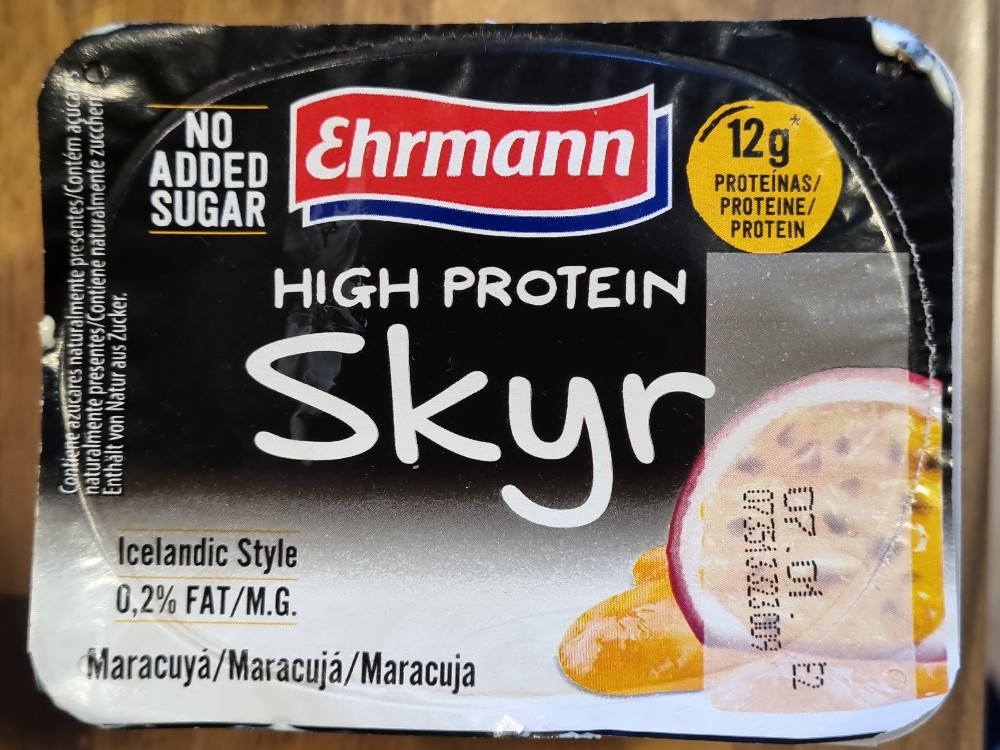 NO
ADDED
SUGAR
Ehrmann
12g*
PROTEÍNAS/
PROTEINE/
PROTEIN
HIGH PROTEIN
Skyr
Icelandic Style
0,2% FAT/M.G.
Maracuyá/Maracujá/Maracuja
Contiene azúcares naturalmente presentes/Contém açúcares
naturalmente presentes/Contiene naturalmente zuccheri/
Enthält von Natur aus Zucker.
07.01.